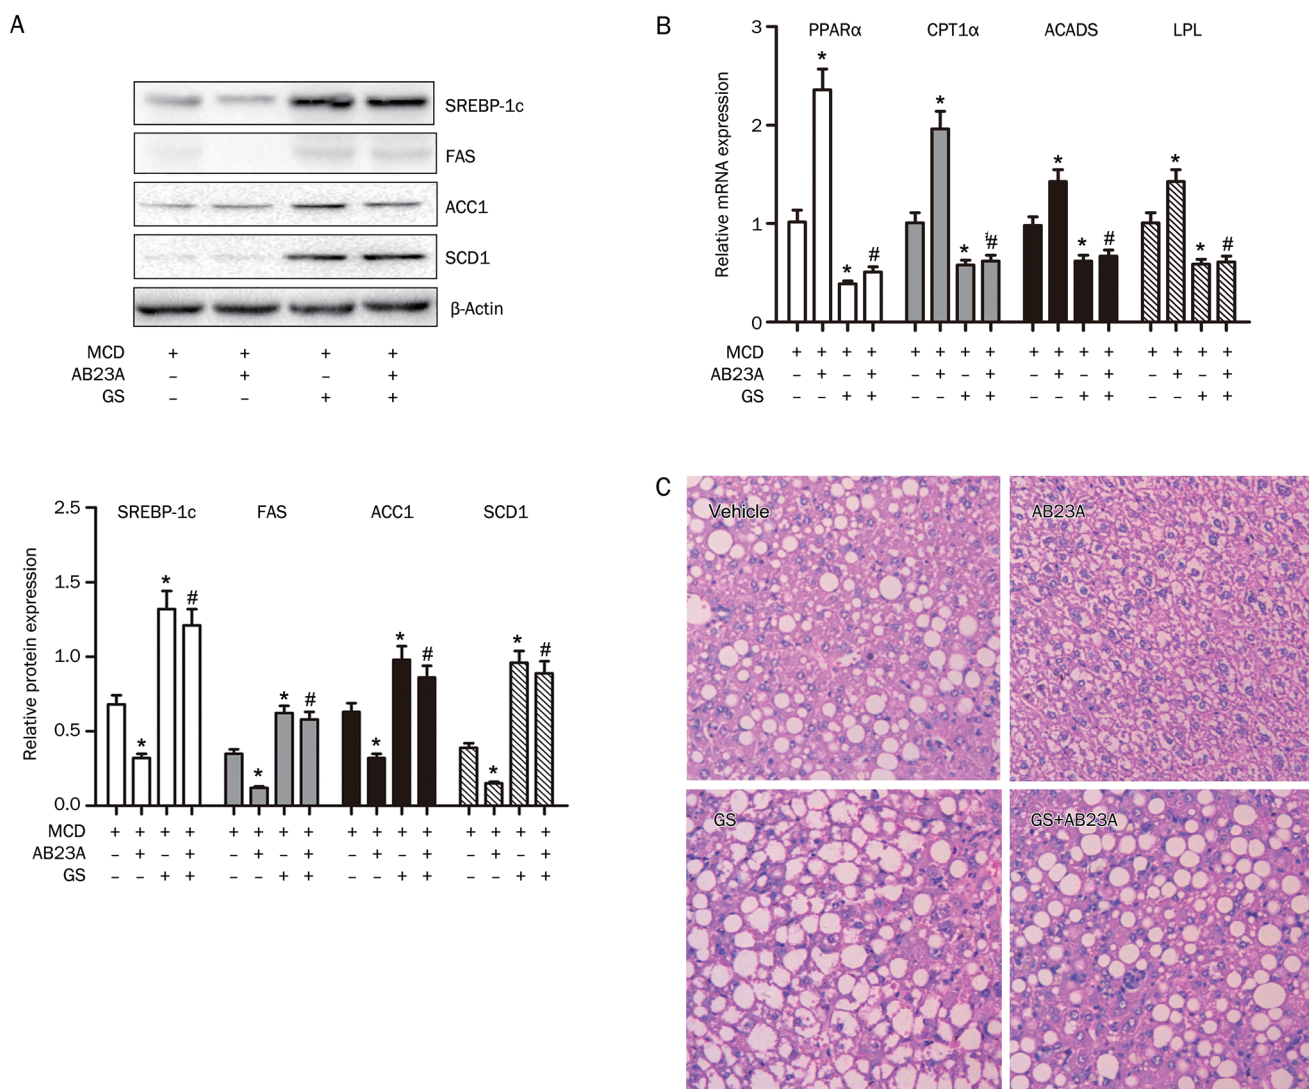 A
SREBP-1c
FAS
ACC1
SCD1
β-Actin
MCD + + + +
AB23A – + – +
GS – – + +
B
3 PPARα CPT1α ACADS LPL
2
1
0
Relative mRNA expression
* * * * * * * *
# # # #
MCD + + + + + + + + + + + + + + + +
AB23A – + – + – + – + – + – + – + – +
GS – – + + – – + + – – + + – – + +
2.5 SREBP-1c FAS ACC1 SCD1
1.5
1.0
0.5
0.0
Relative protein expression
* * * * * * * *
# # # #
MCD + + + + + + + + + + + + + + + +
AB23A – + – + – + – + – + – + – + – +
GS – – + + – – + + – – + + – – + +
C
Vehicle
AB23A
GS
GS+AB23A